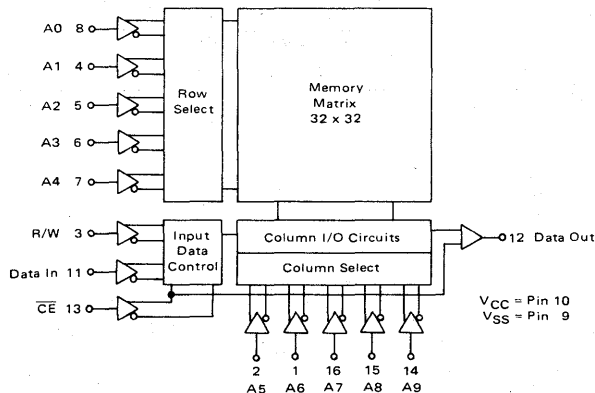 A0 8
A1 4
A2 5
A3 6
A4 7
Row
Select
Memory
Matrix
32 x 32
R/W 3
Data In 11
CE 13
Input
Data
Control
Column I/O Circuits
Column Select
12 Data Out
VCC = Pin 10
VSS = Pin 9
2 1 16 15 14
A5 A6 A7 A8 A9